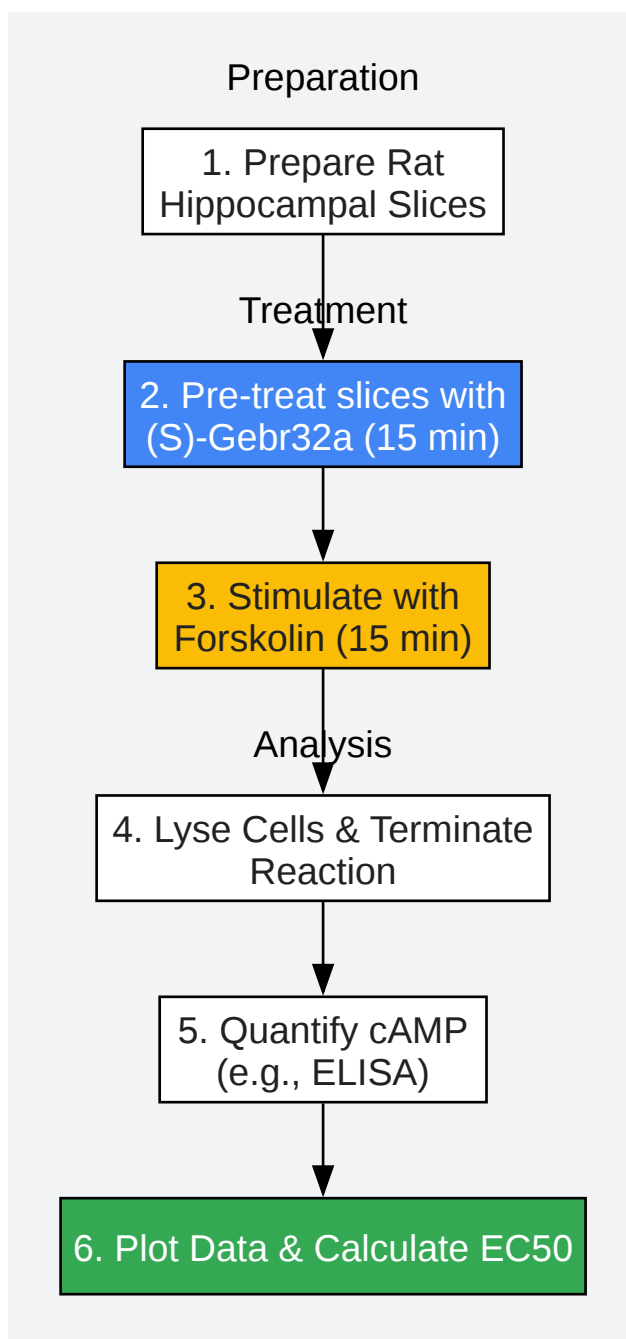 Preparation
1. Prepare Rat
Hippocampal Slices
Treatment
2. Pre-treat slices with
(S)-Gebr32a (15 min)
3. Stimulate with
Forskolin (15 min)
Analysis
4. Lyse Cells & Terminate
Reaction
5. Quantify cAMP
(e.g., ELISA)
6. Plot Data & Calculate EC50